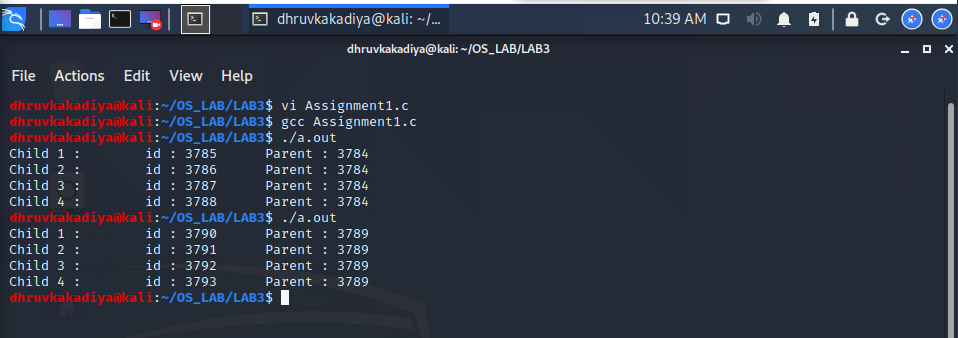 dhruvkakadiya@kali: ~/... 10:39 AM
dhruvkakadiya@kali: ~/OS_LAB/LAB3
File Actions Edit View Help
dhruvkakadiya@kali:~/OS_LAB/LAB3$ vi Assignment1.c
dhruvkakadiya@kali:~/OS_LAB/LAB3$ gcc Assignment1.c
dhruvkakadiya@kali:~/OS_LAB/LAB3$ ./a.out
Child 1 : id : 3785 Parent : 3784
Child 2 : id : 3786 Parent : 3784
Child 3 : id : 3787 Parent : 3784
Child 4 : id : 3788 Parent : 3784
dhruvkakadiya@kali:~/OS_LAB/LAB3$ ./a.out
Child 1 : id : 3790 Parent : 3789
Child 2 : id : 3791 Parent : 3789
Child 3 : id : 3792 Parent : 3789
Child 4 : id : 3793 Parent : 3789
dhruvkakadiya@kali:~/OS_LAB/LAB3$